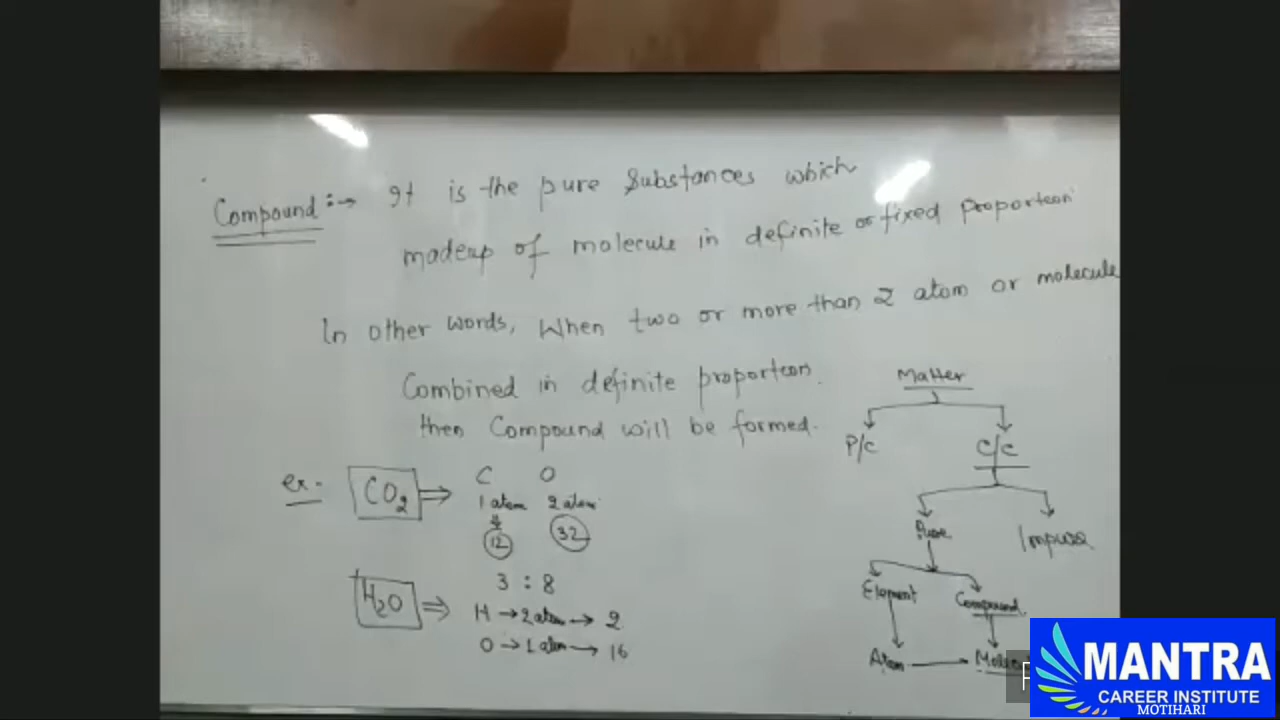 Compound :→ It is the pure Substances which
madeup of molecule in definite or fixed proporteon
In other words, When two or more than 2 atom or molecule
Combined in definite proporteon.
then Compound will be formed.
ex. CO2 ⇒ C O
1 atom 2 atom
12 32
3 : 8
H2O ⇒ H → 2 atom → 2
O → 1 atom → 16
Matter
P/c C/c
Pure Impure
Element Compound
Atom
MANTRA
CAREER INSTITUTE
MOTIHARI